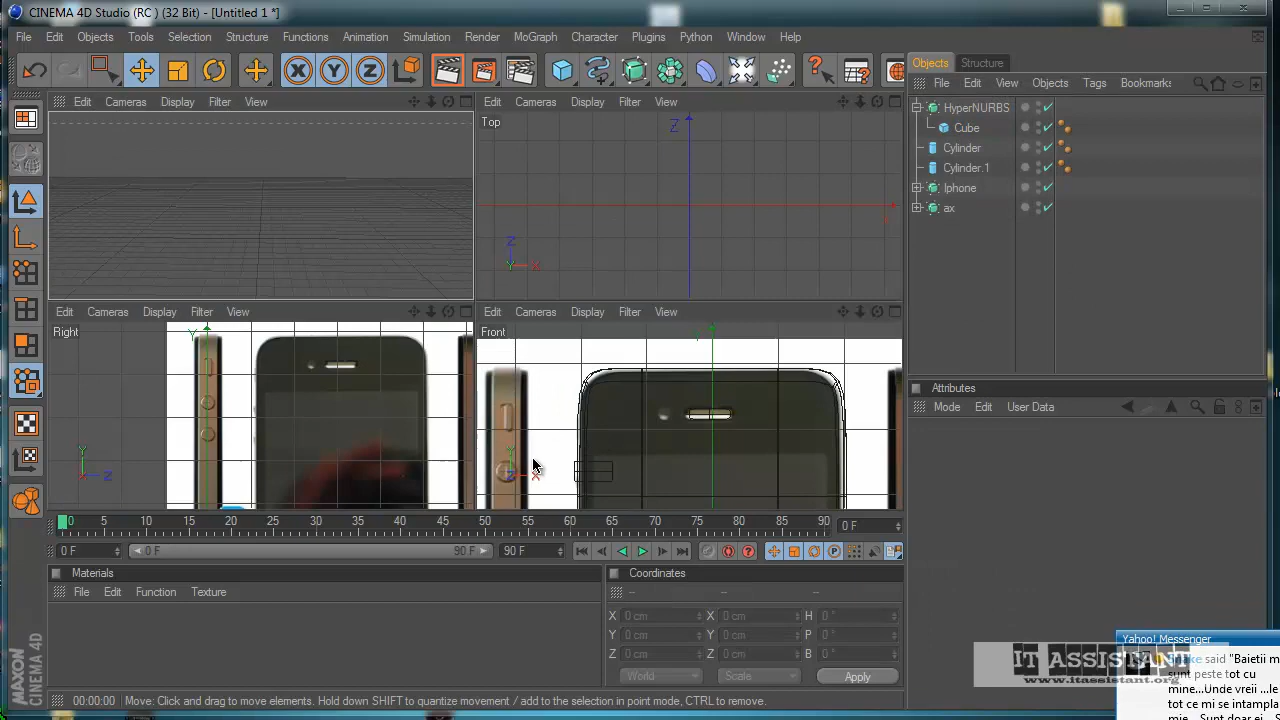 CINEMA 4D Studio (RC ) (32 Bit) - [Untitled 1 *]
File Edit Objects Tools Selection Structure Functions Animation Simulation Render MoGraph Character Plugins Python Window Help
X Y Z
Objects Structure
File Edit View Objects Tags Bookmarks
Edit Cameras Display Filter View
Edit Cameras Display Filter View
Top
Z
Z
Y X
HyperNURBS
Cube
Cylinder
Cylinder.1
Iphone
ax
Edit Cameras Display Filter View
Edit Cameras Display Filter View
Right
Y
Y
Z
Front
Y
X
Attributes
Mode Edit User Data
0 5 10 15 20 25 30 35 40 45 50 55 60 65 70 75 80 85 90 0 F
0 F 0 F 90 F 90 F
Materials
File Edit Function Texture
Coordinates
-- -- --
X 0 cm X 0 cm H 0 °
Y 0 cm Y 0 cm P 0 °
Z 0 cm Z 0 cm B 0 °
World Scale Apply
MAXON
CINEMA 4D
00:00:00 Move: Click and drag to move elements. Hold down SHIFT to quantize movement / add to the selection in point mode, CTRL to remove.
Yahoo! Messenger
said "Baietii m
sunt peste tot cu
mine...Unde vreii ...le
tot ce mi se intampla
mie...Sunt doar ei
IT ASSISTANT
www.itassistant.org